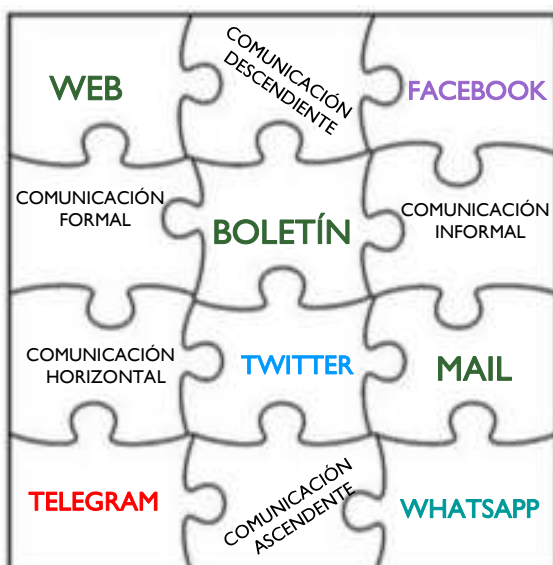 WEB
COMUNICACIÓN
DESCENDIENTE
FACEBOOK
COMUNICACIÓN
FORMAL
BOLETÍN
COMUNICACIÓN
INFORMAL
COMUNICACIÓN
HORIZONTAL
TWITTER
MAIL
TELEGRAM
COMUNICACIÓN
ASCENDENTE
WHATSAPP